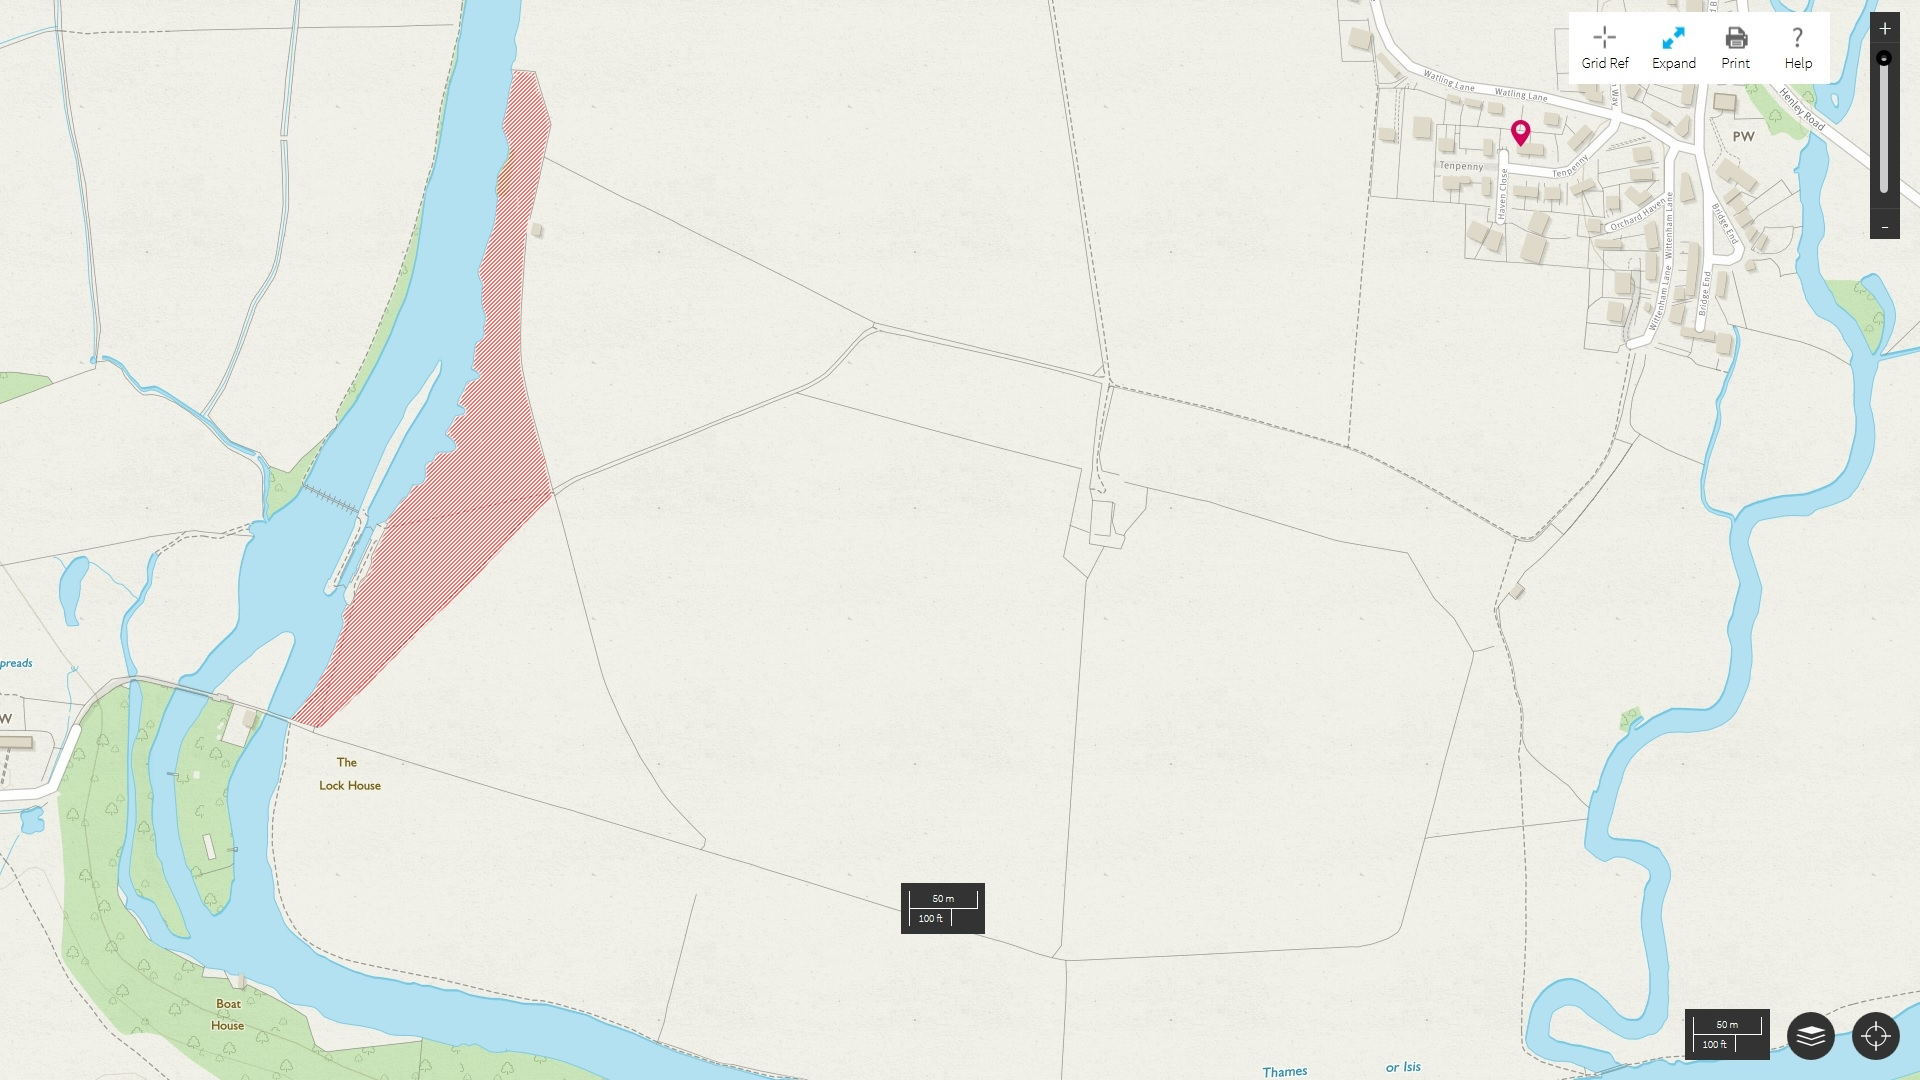 Grid Ref
Expand
Print
?
Help
+
-
Watling Lane
Watling Lane
Henley Road
PW
Tenpenny
Tenpenny
Haven Close
Orchard Haven
Wittenham Lane
Wittenham Lane
Bridge End
Bridge End
preads
W
The
Lock House
Boat
House
50 m
100 ft
50 m
100 ft
Thames
or Isis